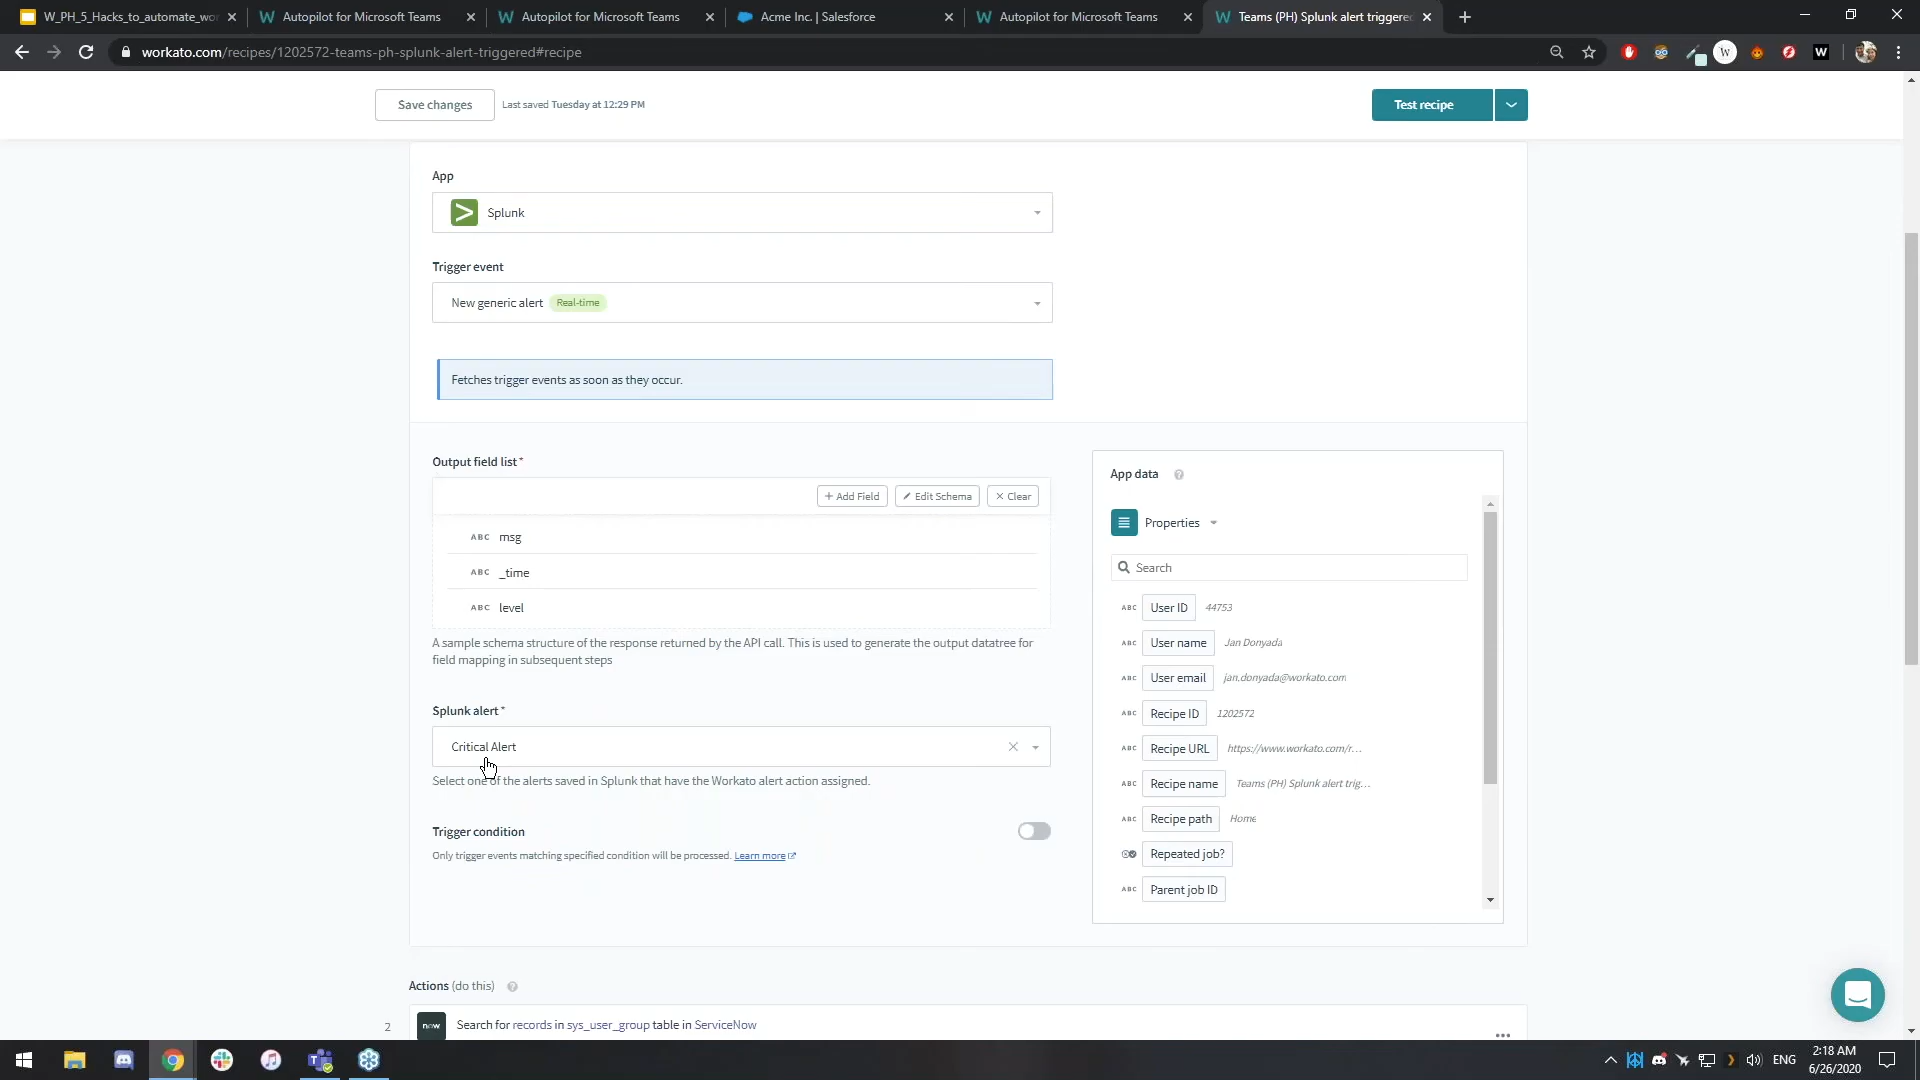 W_PH_5_Hacks_to_automate_wo
Autopilot for Microsoft Teams
Autopilot for Microsoft Teams
Acme Inc. | Salesforce
Autopilot for Microsoft Teams
Teams (PH) Splunk alert triggered
workato.com/recipes/1202572-teams-ph-splunk-alert-triggered#recipe
Save changes
Last saved Tuesday at 12:29 PM
Test recipe
App
Splunk
Trigger event
New generic alert Real-time
Fetches trigger events as soon as they occur.
Output field list *
+ Add Field
Edit Schema
Clear
ABC msg
ABC _time
ABC level
A sample schema structure of the response returned by the API call. This is used to generate the output datatree for
field mapping in subsequent steps
Splunk alert *
Critical Alert
Select one of the alerts saved in Splunk that have the Workato alert action assigned.
Trigger condition
Only trigger events matching specified condition will be processed. Learn more
App data
Properties
Search
ABC User ID 44753
ABC User name Jan Donyada
ABC User email jan.donyada@workato.com
ABC Recipe ID 1202572
ABC Recipe URL https://www.workato.com/r…
ABC Recipe name Teams (PH) Splunk alert trig…
ABC Recipe path Home
Repeated job?
ABC Parent job ID
Actions (do this)
2
now
Search for records in sys_user_group table in ServiceNow
ENG
2:18 AM
6/26/2020